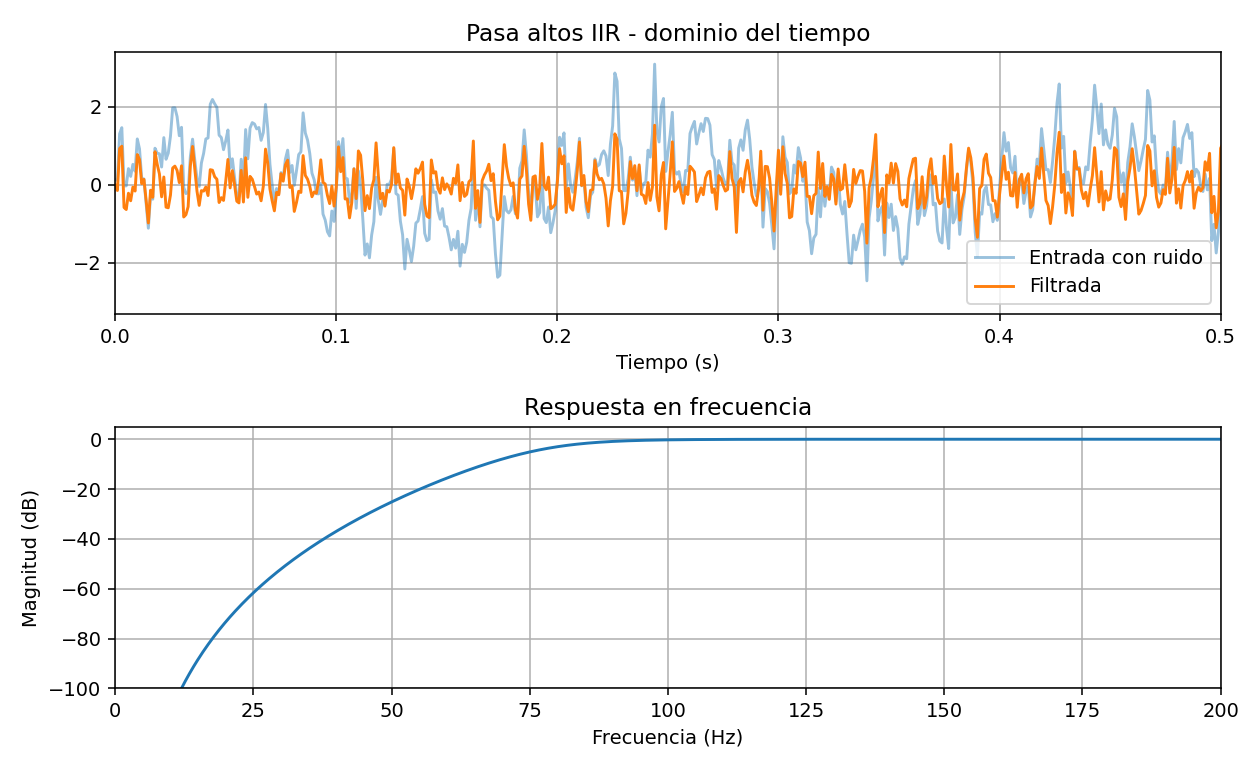 Pasa altos IIR - dominio del tiempo
2
0
−2
Entrada con ruido
Filtrada
0.0 0.1 0.2 0.3 0.4 0.5
Tiempo (s)
Respuesta en frecuencia
Magnitud (dB)
0
−20
−40
−60
−80
−100
0 25 50 75 100 125 150 175 200
Frecuencia (Hz)